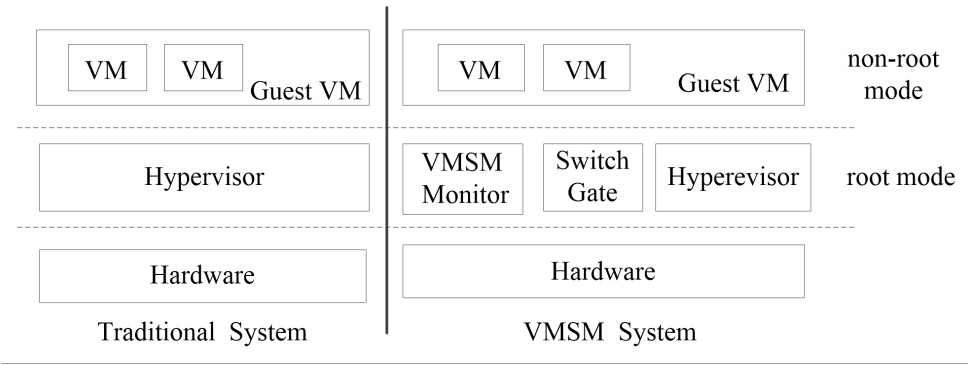 VM VM Guest VM
VM VM Guest VM
non-root
mode
Hypervisor
VMSM
Monitor
Switch
Gate
Hyperevisor
root mode
Hardware
Hardware
Traditional System
VMSM System